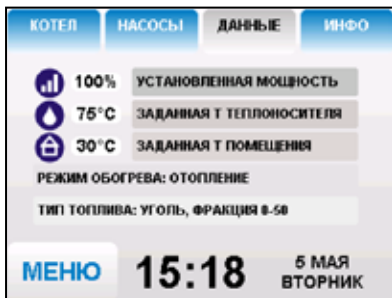 КОТЕЛ НАСОСЫ ДАННЫЕ ИНФО
100% УСТАНОВЛЕННАЯ МОЩНОСТЬ
75°C ЗАДАННАЯ Т ТЕПЛОНОСИТЕЛЯ
30°C ЗАДАННАЯ Т ПОМЕЩЕНИЯ
РЕЖИМ ОБОГРЕВА: ОТОПЛЕНИЕ
ТИП ТОПЛИВА: УГОЛЬ, ФРАКЦИЯ 0-50
МЕНЮ 15:18 5 МАЯ
ВТОРНИК